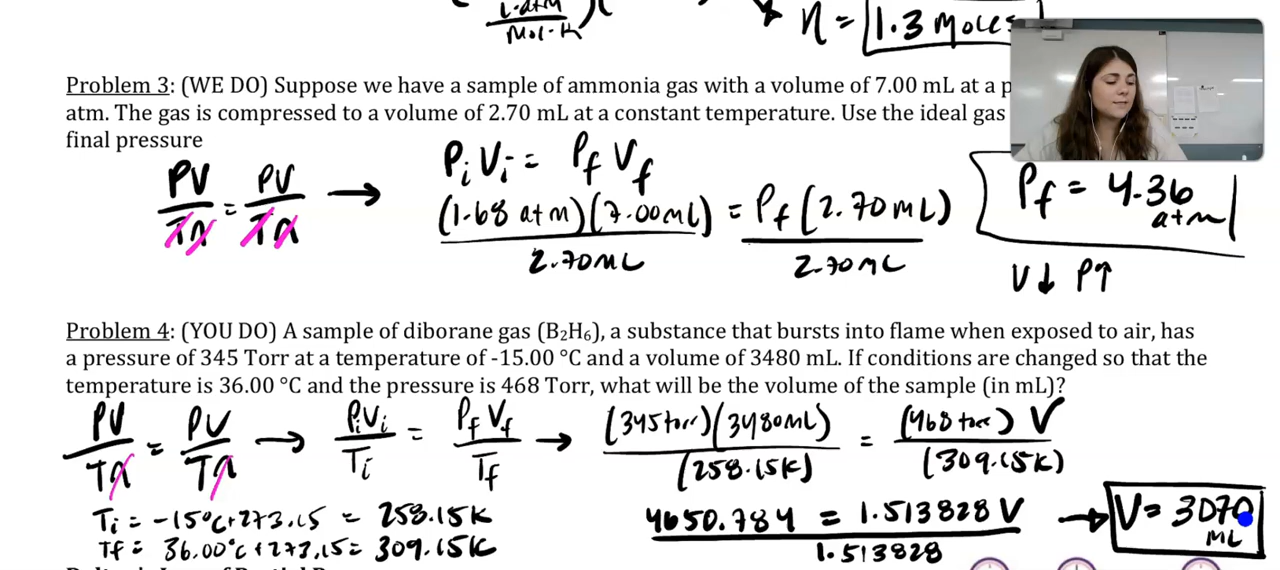 L·atm
mol·K
n = 1.3 moles
Problem 3: (WE DO) Suppose we have a sample of ammonia gas with a volume of 7.00 mL at a p
atm. The gas is compressed to a volume of 2.70 mL at a constant temperature. Use the ideal gas
final pressure
PV/Tn = PV/Tn → PiVi = PfVf
(1.68 atm)(7.00mL)/2.70mL = Pf(2.70mL)/2.70mL
Pf = 4.36 atm
V↓ P↑
Problem 4: (YOU DO) A sample of diborane gas (B₂H₆), a substance that bursts into flame when exposed to air, has
a pressure of 345 Torr at a temperature of -15.00 °C and a volume of 3480 mL. If conditions are changed so that the
temperature is 36.00 °C and the pressure is 468 Torr, what will be the volume of the sample (in mL)?
PV/Tn = PV/Tn → PiVi/Ti = PfVf/Tf → (345torr)(3480mL)/(258.15K) = (468 torr) V/(309.15K)
Ti = -15°C+273.15 = 258.15K
Tf = 36.00°C+273.15= 309.15K
4650.784 = 1.513828 V
1.513828
→ V= 3070 mL